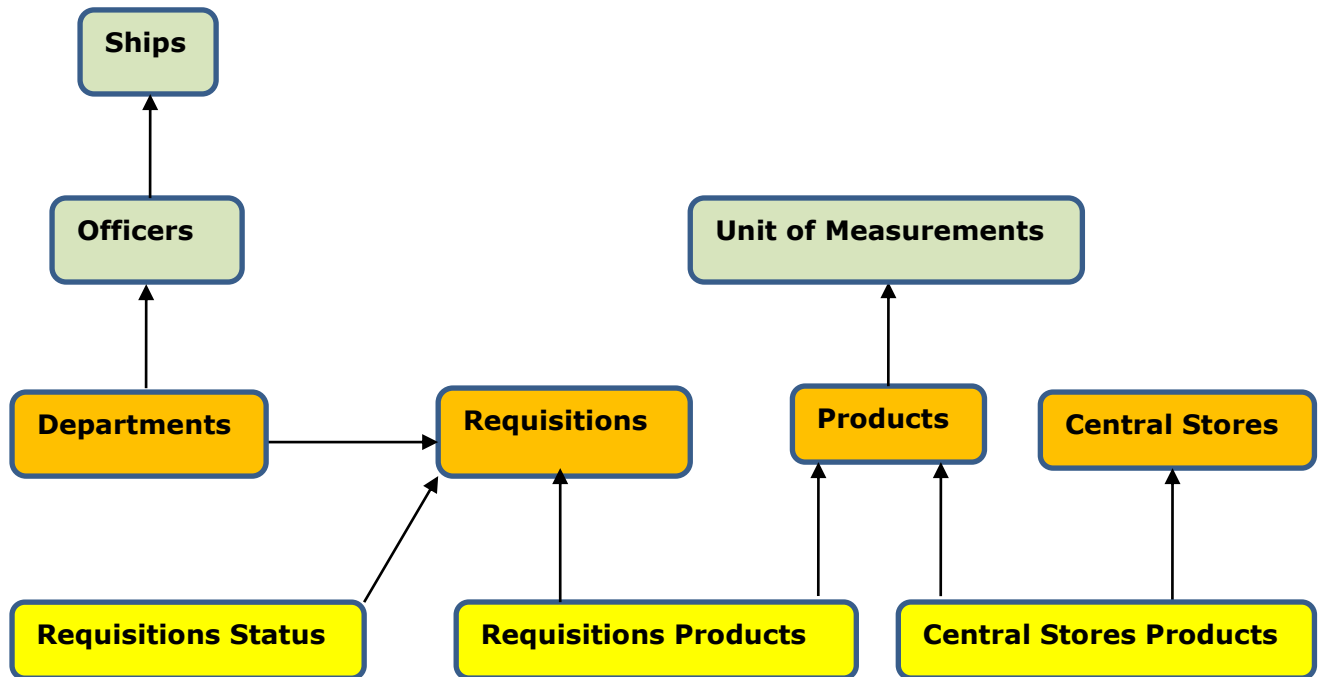 Ships
Officers
Unit of Measurements
Departments
Requisitions
Products
Central Stores
Requisitions Status
Requisitions Products
Central Stores Products